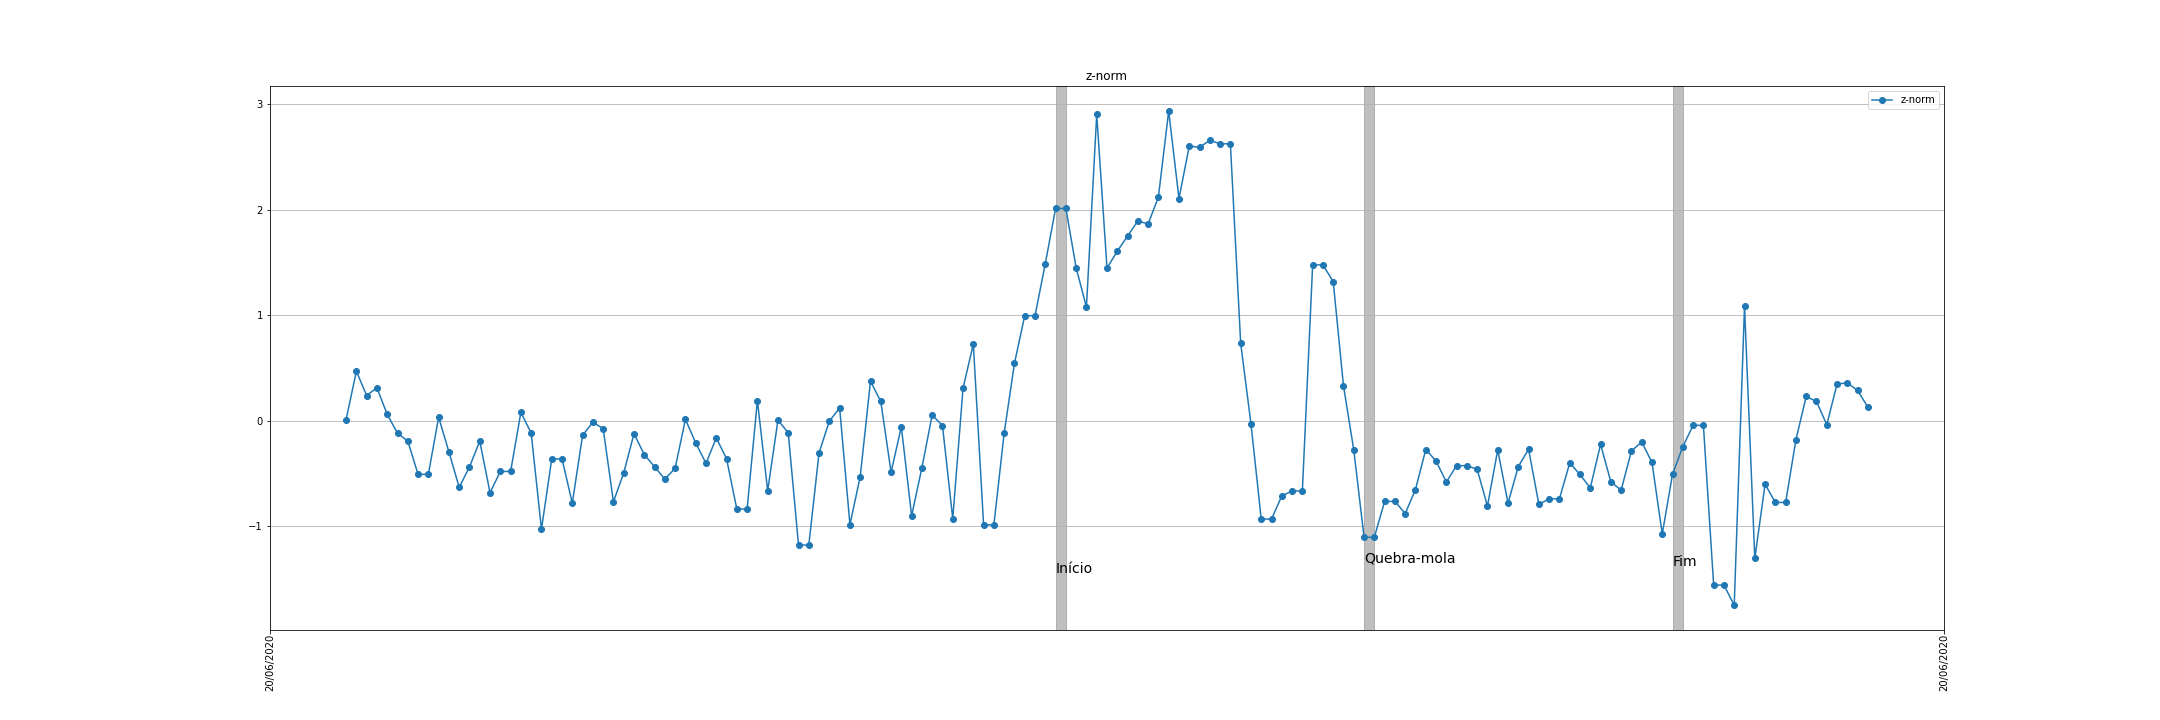 z-norm
z-norm
3
2
1
0
−1
Início
Quebra-mola
Fim
20/06/2020
20/06/2020